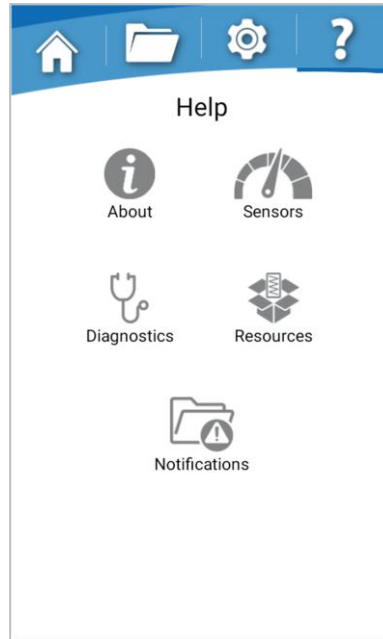 Help
About
Sensors
Diagnostics
Resources
Notifications